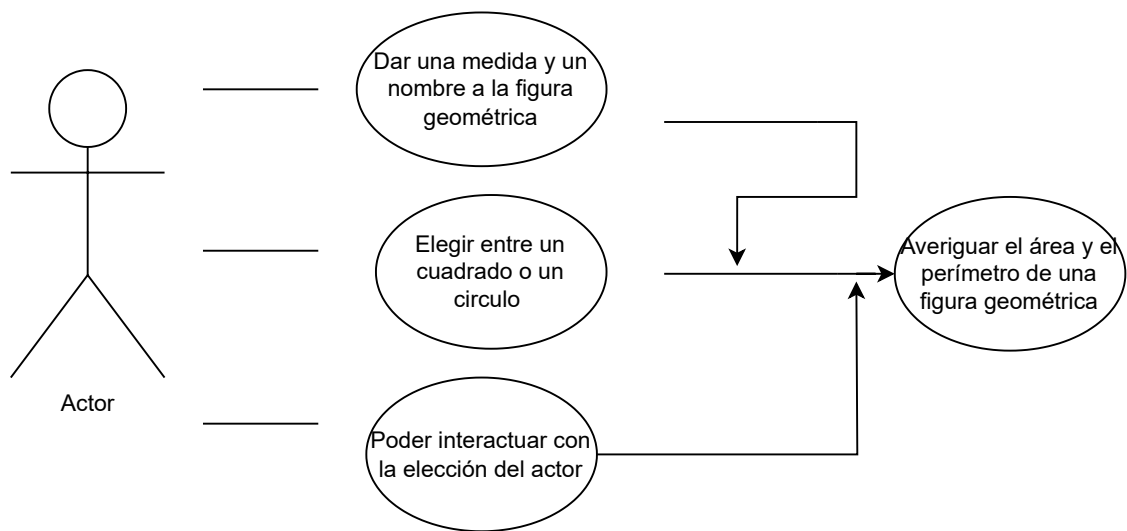 Dar una medida y un
nombre a la figura
geométrica
Elegir entre un
cuadrado o un
circulo
Averiguar el área y el
perímetro de una
figura geométrica
Actor
Poder interactuar con
la elección del actor